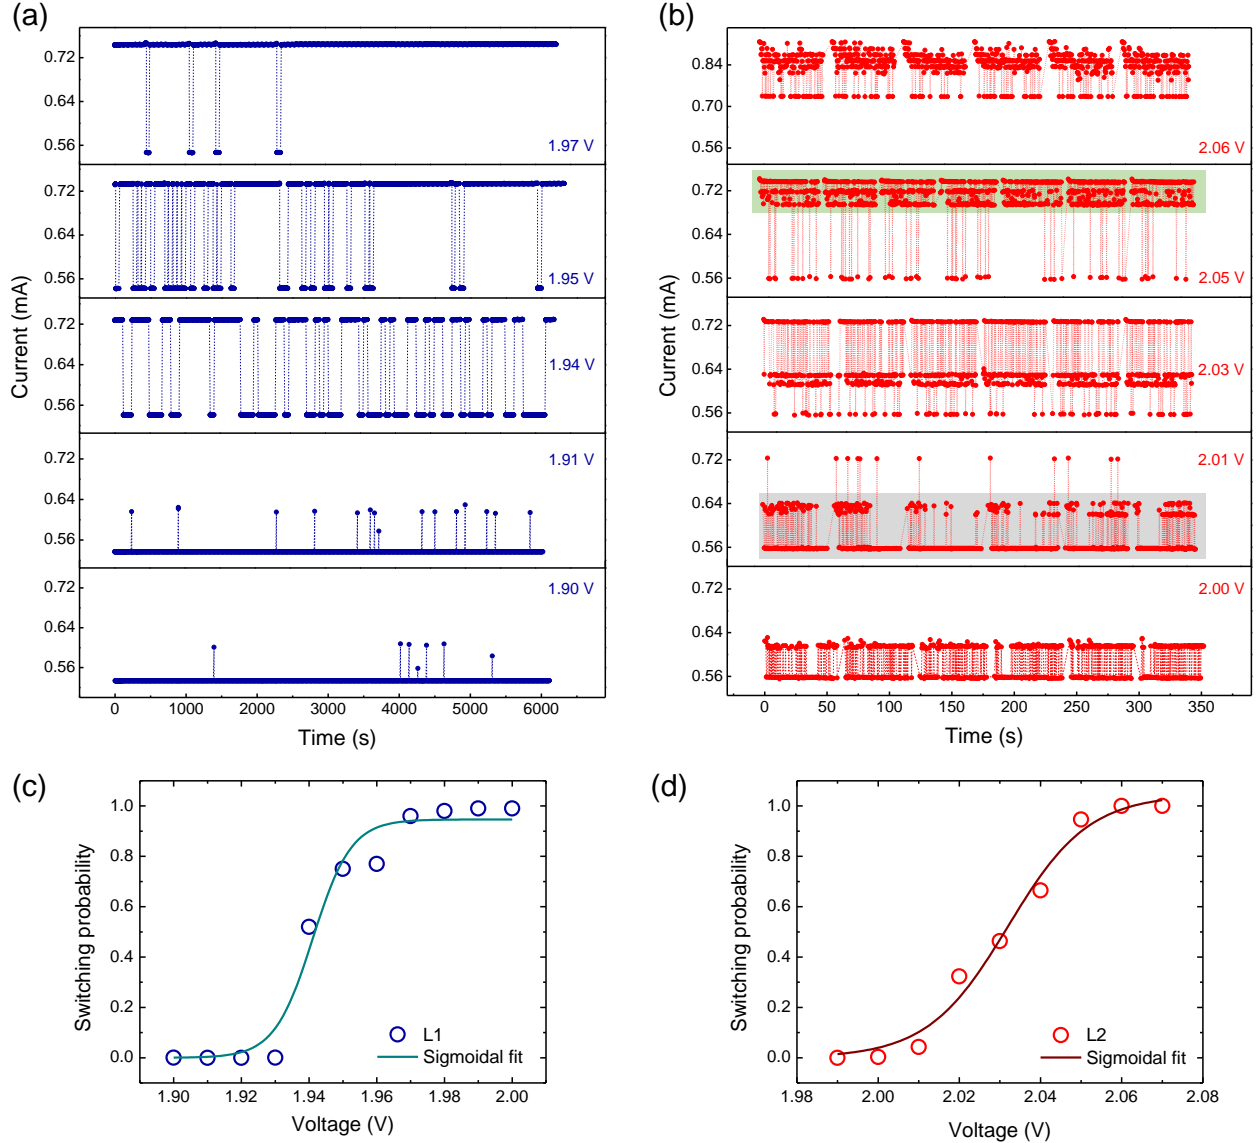 (a)
(b)
0.72
0.64
0.56
1.97 V
0.84
0.70
0.56
2.06 V
0.72
0.64
0.56
1.95 V
0.72
0.64
0.56
2.05 V
0.72
0.64
0.56
1.94 V
0.72
0.64
0.56
2.03 V
0.72
0.64
0.56
1.91 V
0.72
0.64
0.56
2.01 V
0.72
0.64
0.56
1.90 V
0.72
0.64
0.56
2.00 V
Current (mA)
Current (mA)
0 1000 2000 3000 4000 5000 6000
Time (s)
0 50 100 150 200 250 300 350
Time (s)
(c)
1.0
0.8
0.6
0.4
0.2
0.0
Switching probability
L1
Sigmoidal fit
1.90 1.92 1.94 1.96 1.98 2.00
Voltage (V)
(d)
1.0
0.8
0.6
0.4
0.2
0.0
Switching probability
L2
Sigmoidal fit
1.98 2.00 2.02 2.04 2.06 2.08
Voltage (V)